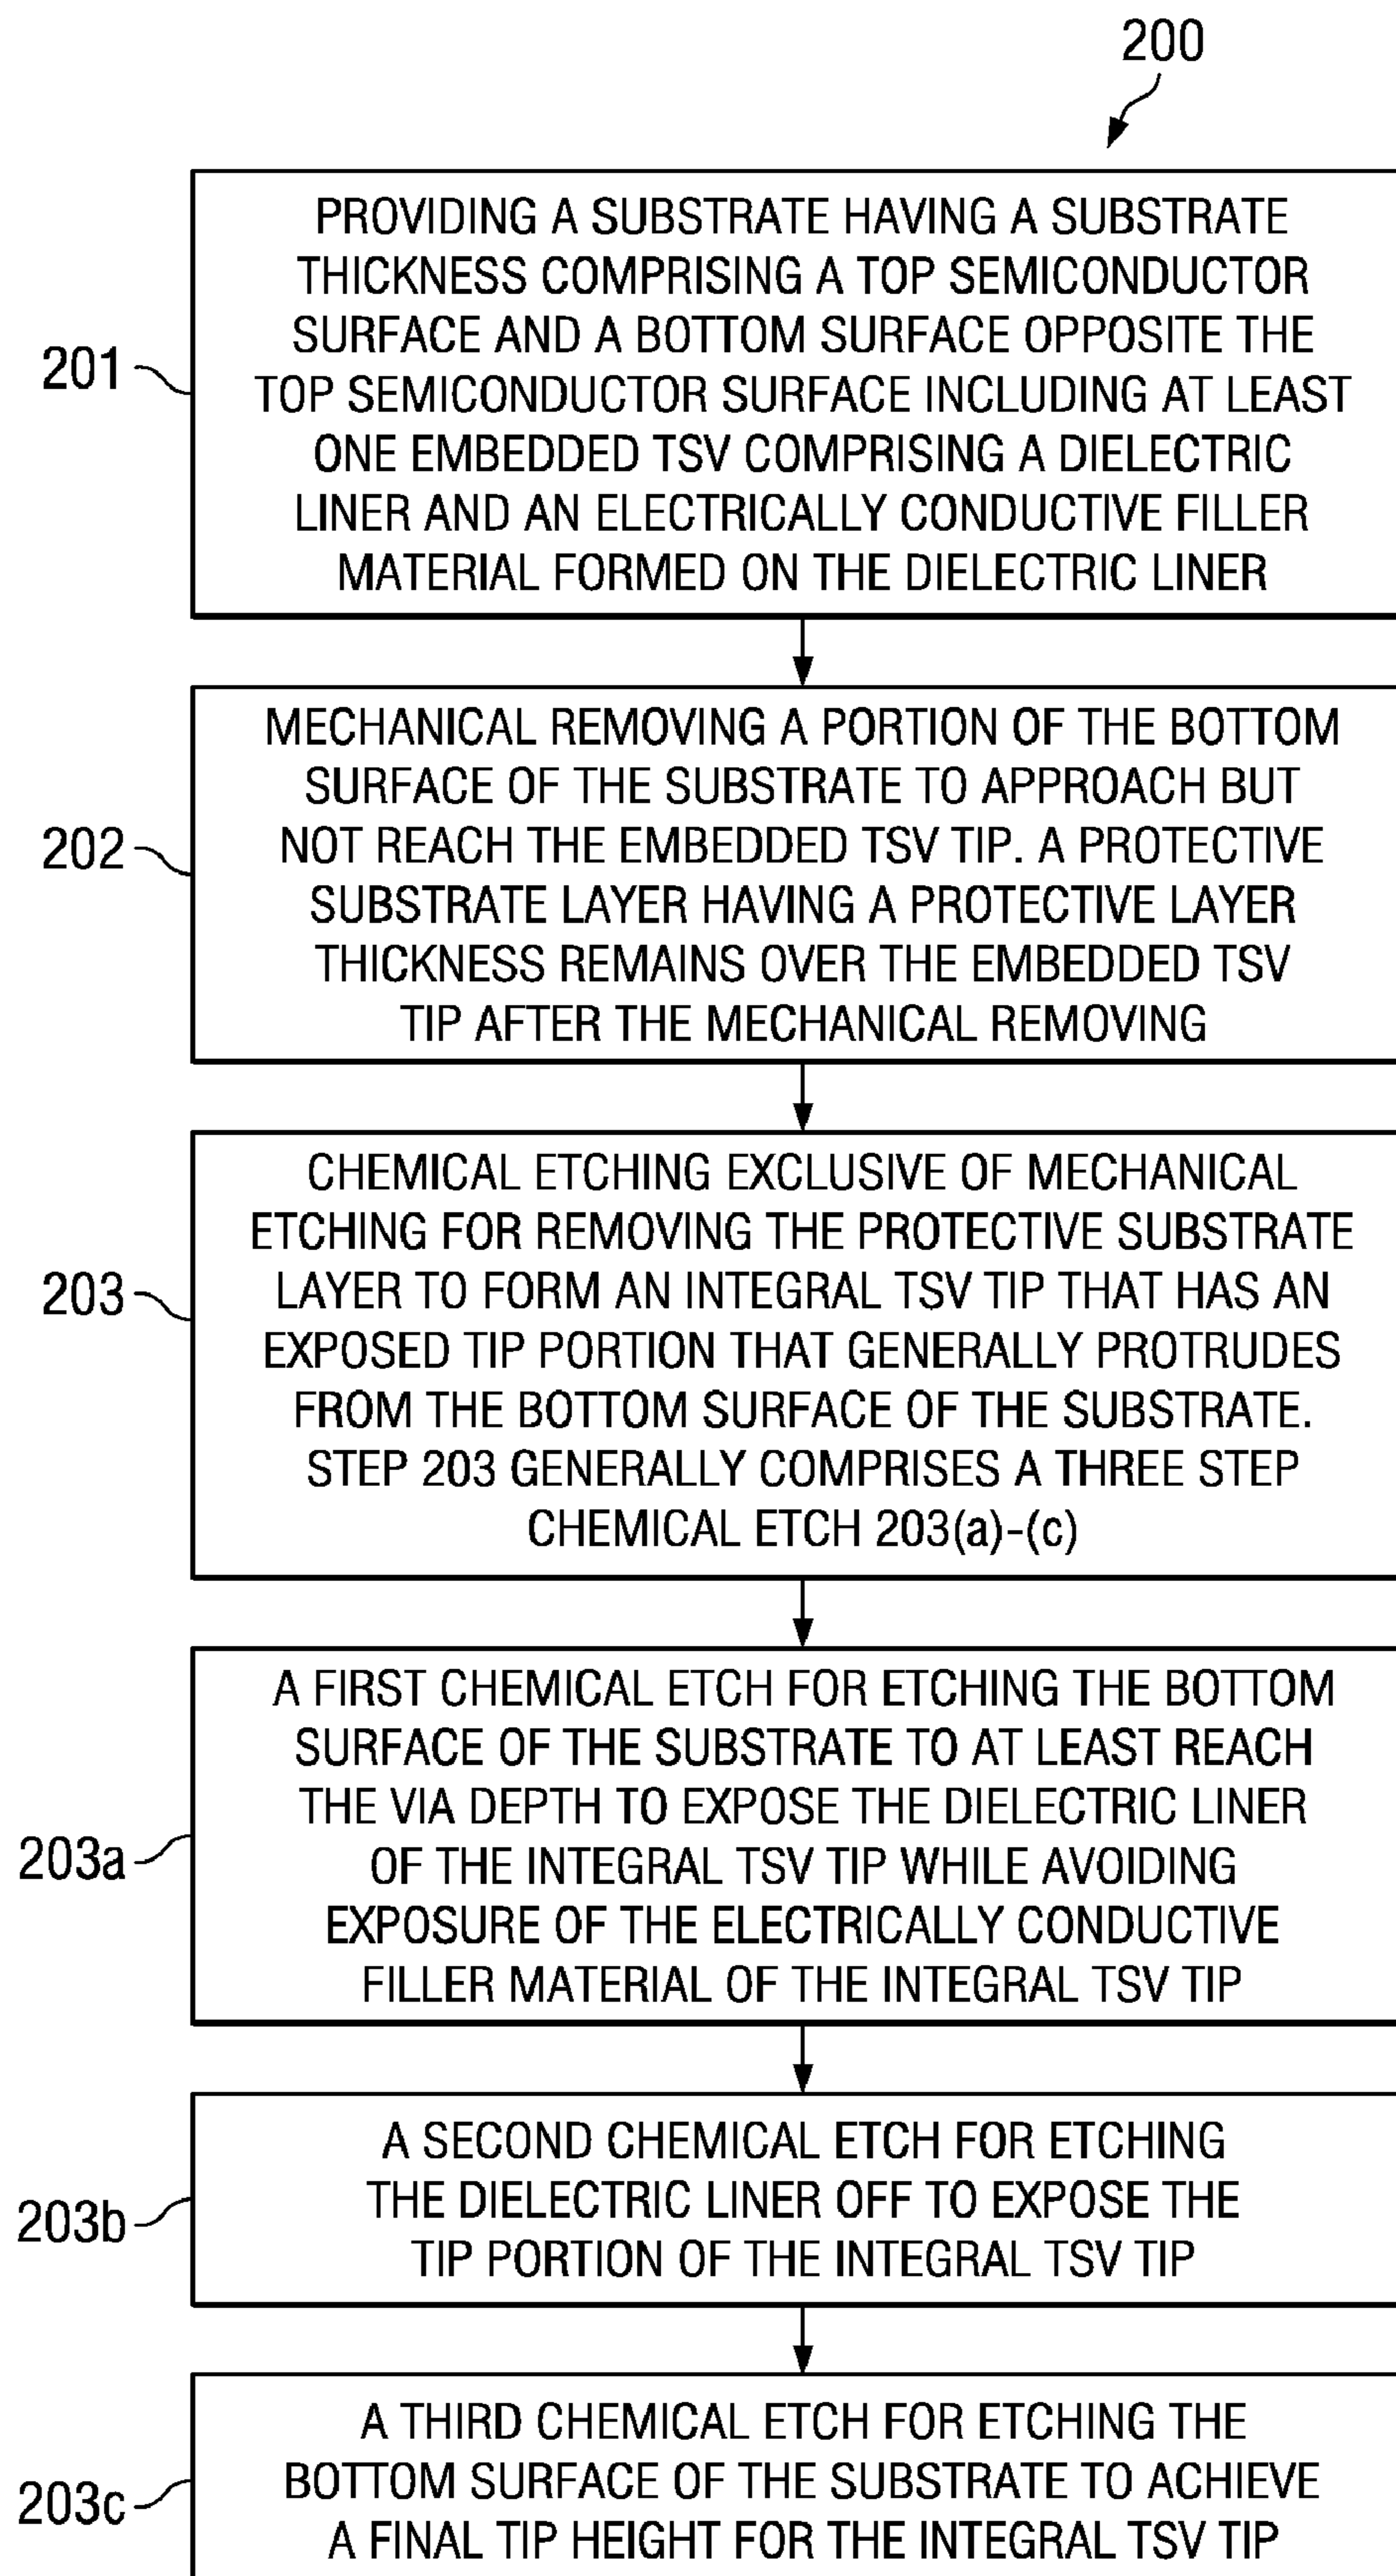 200
201
PROVIDING A SUBSTRATE HAVING A SUBSTRATE
THICKNESS COMPRISING A TOP SEMICONDUCTOR
SURFACE AND A BOTTOM SURFACE OPPOSITE THE
TOP SEMICONDUCTOR SURFACE INCLUDING AT LEAST
ONE EMBEDDED TSV COMPRISING A DIELECTRIC
LINER AND AN ELECTRICALLY CONDUCTIVE FILLER
MATERIAL FORMED ON THE DIELECTRIC LINER
202
MECHANICAL REMOVING A PORTION OF THE BOTTOM
SURFACE OF THE SUBSTRATE TO APPROACH BUT
NOT REACH THE EMBEDDED TSV TIP. A PROTECTIVE
SUBSTRATE LAYER HAVING A PROTECTIVE LAYER
THICKNESS REMAINS OVER THE EMBEDDED TSV
TIP AFTER THE MECHANICAL REMOVING
203
CHEMICAL ETCHING EXCLUSIVE OF MECHANICAL
ETCHING FOR REMOVING THE PROTECTIVE SUBSTRATE
LAYER TO FORM AN INTEGRAL TSV TIP THAT HAS AN
EXPOSED TIP PORTION THAT GENERALLY PROTRUDES
FROM THE BOTTOM SURFACE OF THE SUBSTRATE.
STEP 203 GENERALLY COMPRISES A THREE STEP
CHEMICAL ETCH 203(a)-(c)
203a
A FIRST CHEMICAL ETCH FOR ETCHING THE BOTTOM
SURFACE OF THE SUBSTRATE TO AT LEAST REACH
THE VIA DEPTH TO EXPOSE THE DIELECTRIC LINER
OF THE INTEGRAL TSV TIP WHILE AVOIDING
EXPOSURE OF THE ELECTRICALLY CONDUCTIVE
FILLER MATERIAL OF THE INTEGRAL TSV TIP
203b
A SECOND CHEMICAL ETCH FOR ETCHING
THE DIELECTRIC LINER OFF TO EXPOSE THE
TIP PORTION OF THE INTEGRAL TSV TIP
203c
A THIRD CHEMICAL ETCH FOR ETCHING THE
BOTTOM SURFACE OF THE SUBSTRATE TO ACHIEVE
A FINAL TIP HEIGHT FOR THE INTEGRAL TSV TIP